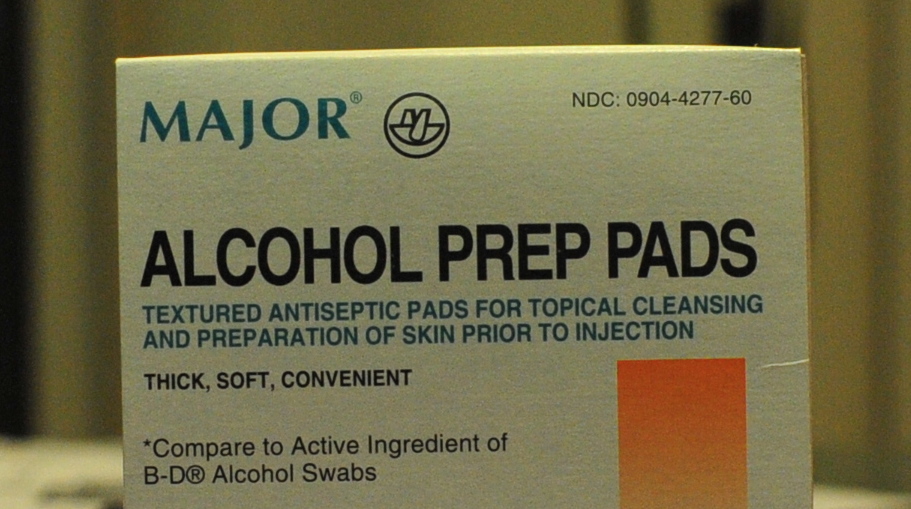 MAJOR®
NDC: 0904-4277-60
ALCOHOL PREP PADS
TEXTURED ANTISEPTIC PADS FOR TOPICAL CLEANSING
AND PREPARATION OF SKIN PRIOR TO INJECTION
THICK, SOFT, CONVENIENT
*Compare to Active Ingredient of
B-D® Alcohol Swabs